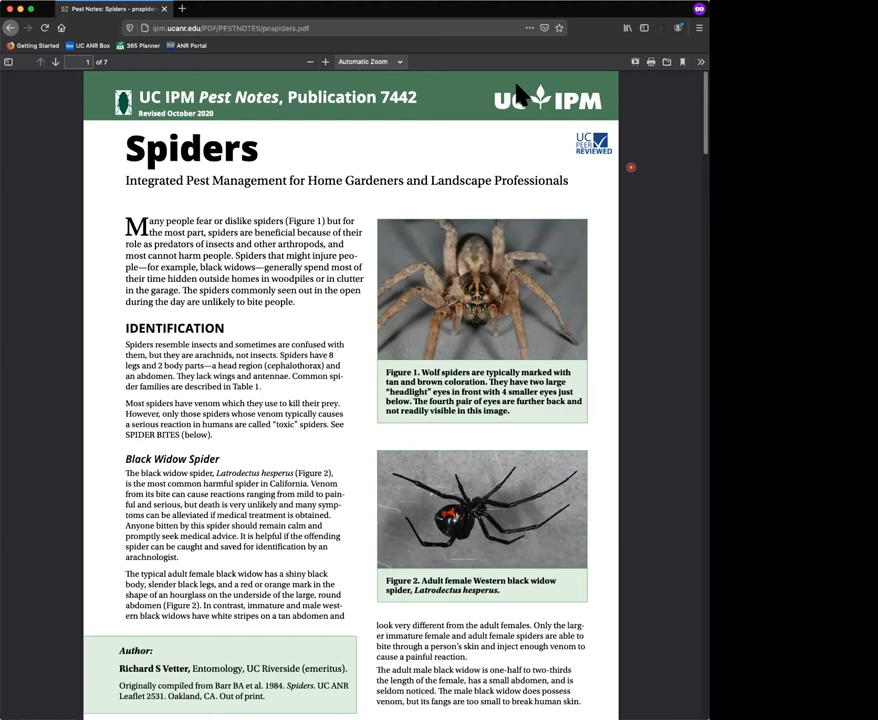 Pest Notes: Spiders - pnspiders.p
ipm.ucanr.edu/PDF/PESTNOTES/pnspiders.pdf
Getting Started UC ANR Box 365 Planner ANR Portal
1 of 7
Automatic Zoom
UC IPM Pest Notes, Publication 7442
Revised October 2020
UC IPM
Spiders
UC
PEER
REVIEWED
Integrated Pest Management for Home Gardeners and Landscape Professionals
Many people fear or dislike spiders (Figure 1) but for
the most part, spiders are beneficial because of their
role as predators of insects and other arthropods, and
most cannot harm people. Spiders that might injure peo-
ple—for example, black widows—generally spend most of
their time hidden outside homes in woodpiles or in clutter
in the garage. The spiders commonly seen out in the open
during the day are unlikely to bite people.
IDENTIFICATION
Spiders resemble insects and sometimes are confused with
them, but they are arachnids, not insects. Spiders have 8
legs and 2 body parts—a head region (cephalothorax) and
an abdomen. They lack wings and antennae. Common spi-
der families are described in Table 1.
Most spiders have venom which they use to kill their prey.
However, only those spiders whose venom typically causes
a serious reaction in humans are called "toxic" spiders. See
SPIDER BITES (below).
Black Widow Spider
The black widow spider, Latrodectus hesperus (Figure 2),
is the most common harmful spider in California. Venom
from its bite can cause reactions ranging from mild to pain-
ful and serious, but death is very unlikely and many symp-
toms can be alleviated if medical treatment is obtained.
Anyone bitten by this spider should remain calm and
promptly seek medical advice. It is helpful if the offending
spider can be caught and saved for identification by an
arachnologist.
The typical adult female black widow has a shiny black
body, slender black legs, and a red or orange mark in the
shape of an hourglass on the underside of the large, round
abdomen (Figure 2). In contrast, immature and male west-
ern black widows have white stripes on a tan abdomen and
Author:
Richard S Vetter, Entomology, UC Riverside (emeritus).
Originally compiled from Barr BA et al. 1984. Spiders. UC ANR
Leaflet 2531. Oakland, CA. Out of print.
Figure 1. Wolf spiders are typically marked with
tan and brown coloration. They have two large
"headlight" eyes in front with 4 smaller eyes just
below. The fourth pair of eyes are further back and
not readily visible in this image.
Figure 2. Adult female Western black widow
spider, Latrodectus hesperus.
look very different from the adult females. Only the larg-
er immature female and adult female spiders are able to
bite through a person's skin and inject enough venom to
cause a painful reaction.
The adult male black widow is one-half to two-thirds
the length of the female, has a small abdomen, and is
seldom noticed. The male black widow does possess
venom, but its fangs are too small to break human skin.